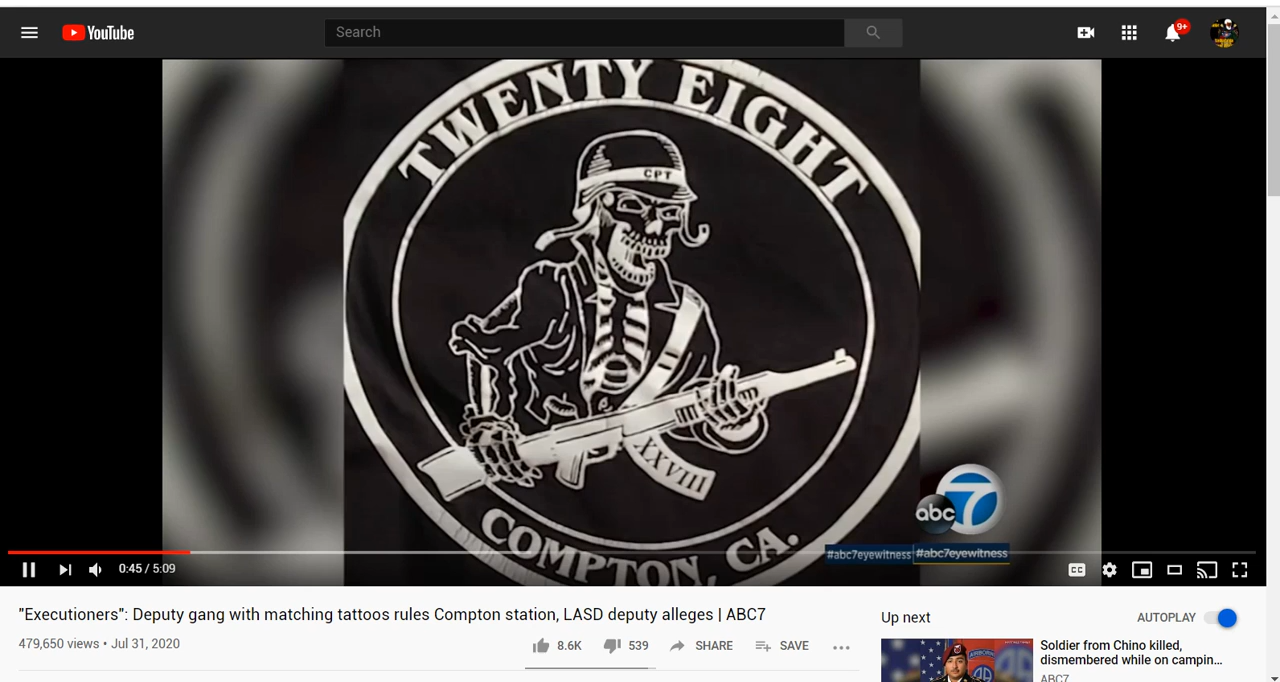 YouTube
Search
9+
TWENTY EIGHT
CPT
XXVIII
COMPTON, CA.
abc 7
#abc7eyewitness #abc7eyewitness
0:45 / 5:09
CC
"Executioners": Deputy gang with matching tattoos rules Compton station, LASD deputy alleges | ABC7
479,650 views • Jul 31, 2020
8.6K 539 SHARE SAVE
Up next
AUTOPLAY
Soldier from Chino killed,
dismembered while on campin...
ABC7